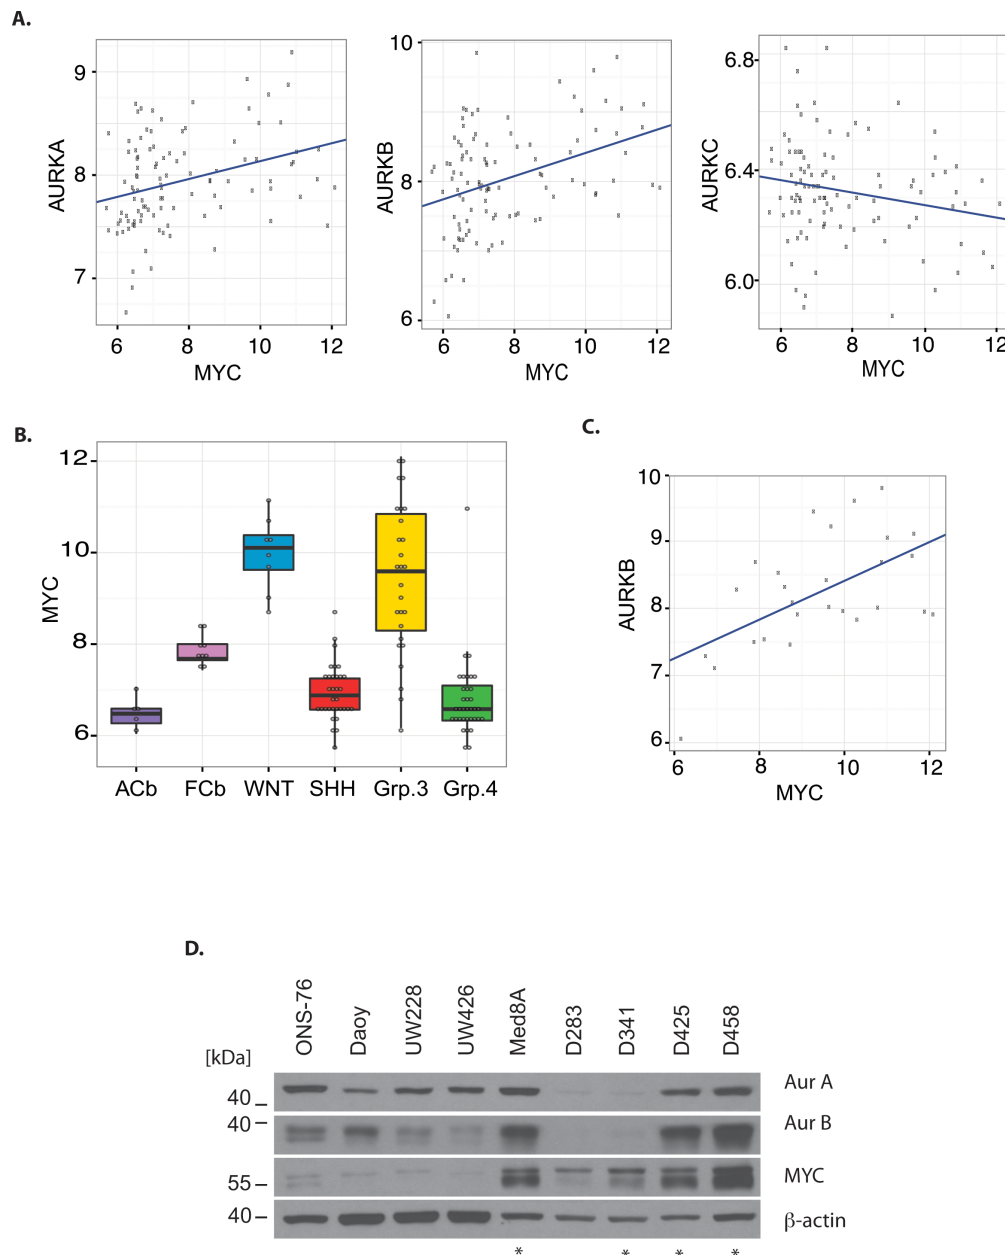 A.
9
8
7
AURKA
6 8 10 12
MYC
10
8
6
AURKB
6 8 10 12
MYC
6.8
6.4
6.0
AURKC
6 8 10 12
MYC
B.
12
10
8
6
MYC
ACb FCb WNT SHH Grp.3 Grp.4
C.
10
9
8
7
6
AURKB
6 8 10 12
MYC
D.
ONS-76 Daoy UW228 UW426 Med8A D283 D341 D425 D458
[kDa]
40 Aur A
40 Aur B
55 MYC
40 β-actin
* * * *